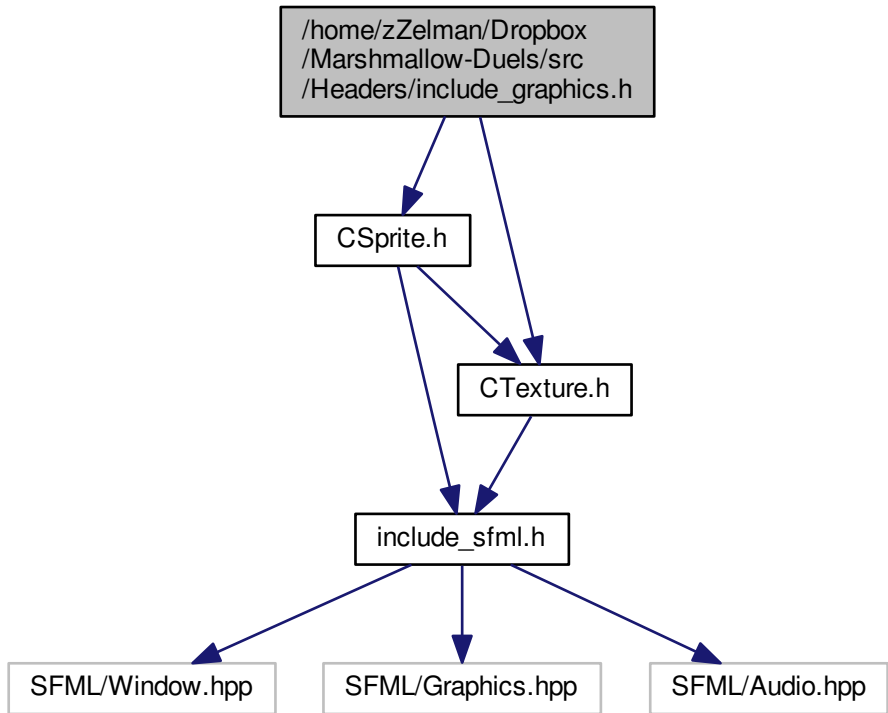 /home/zZelman/Dropbox
/Marshmallow-Duels/src
/Headers/include_graphics.h
CSprite.h
CTexture.h
include_sfml.h
SFML/Window.hpp
SFML/Graphics.hpp
SFML/Audio.hpp